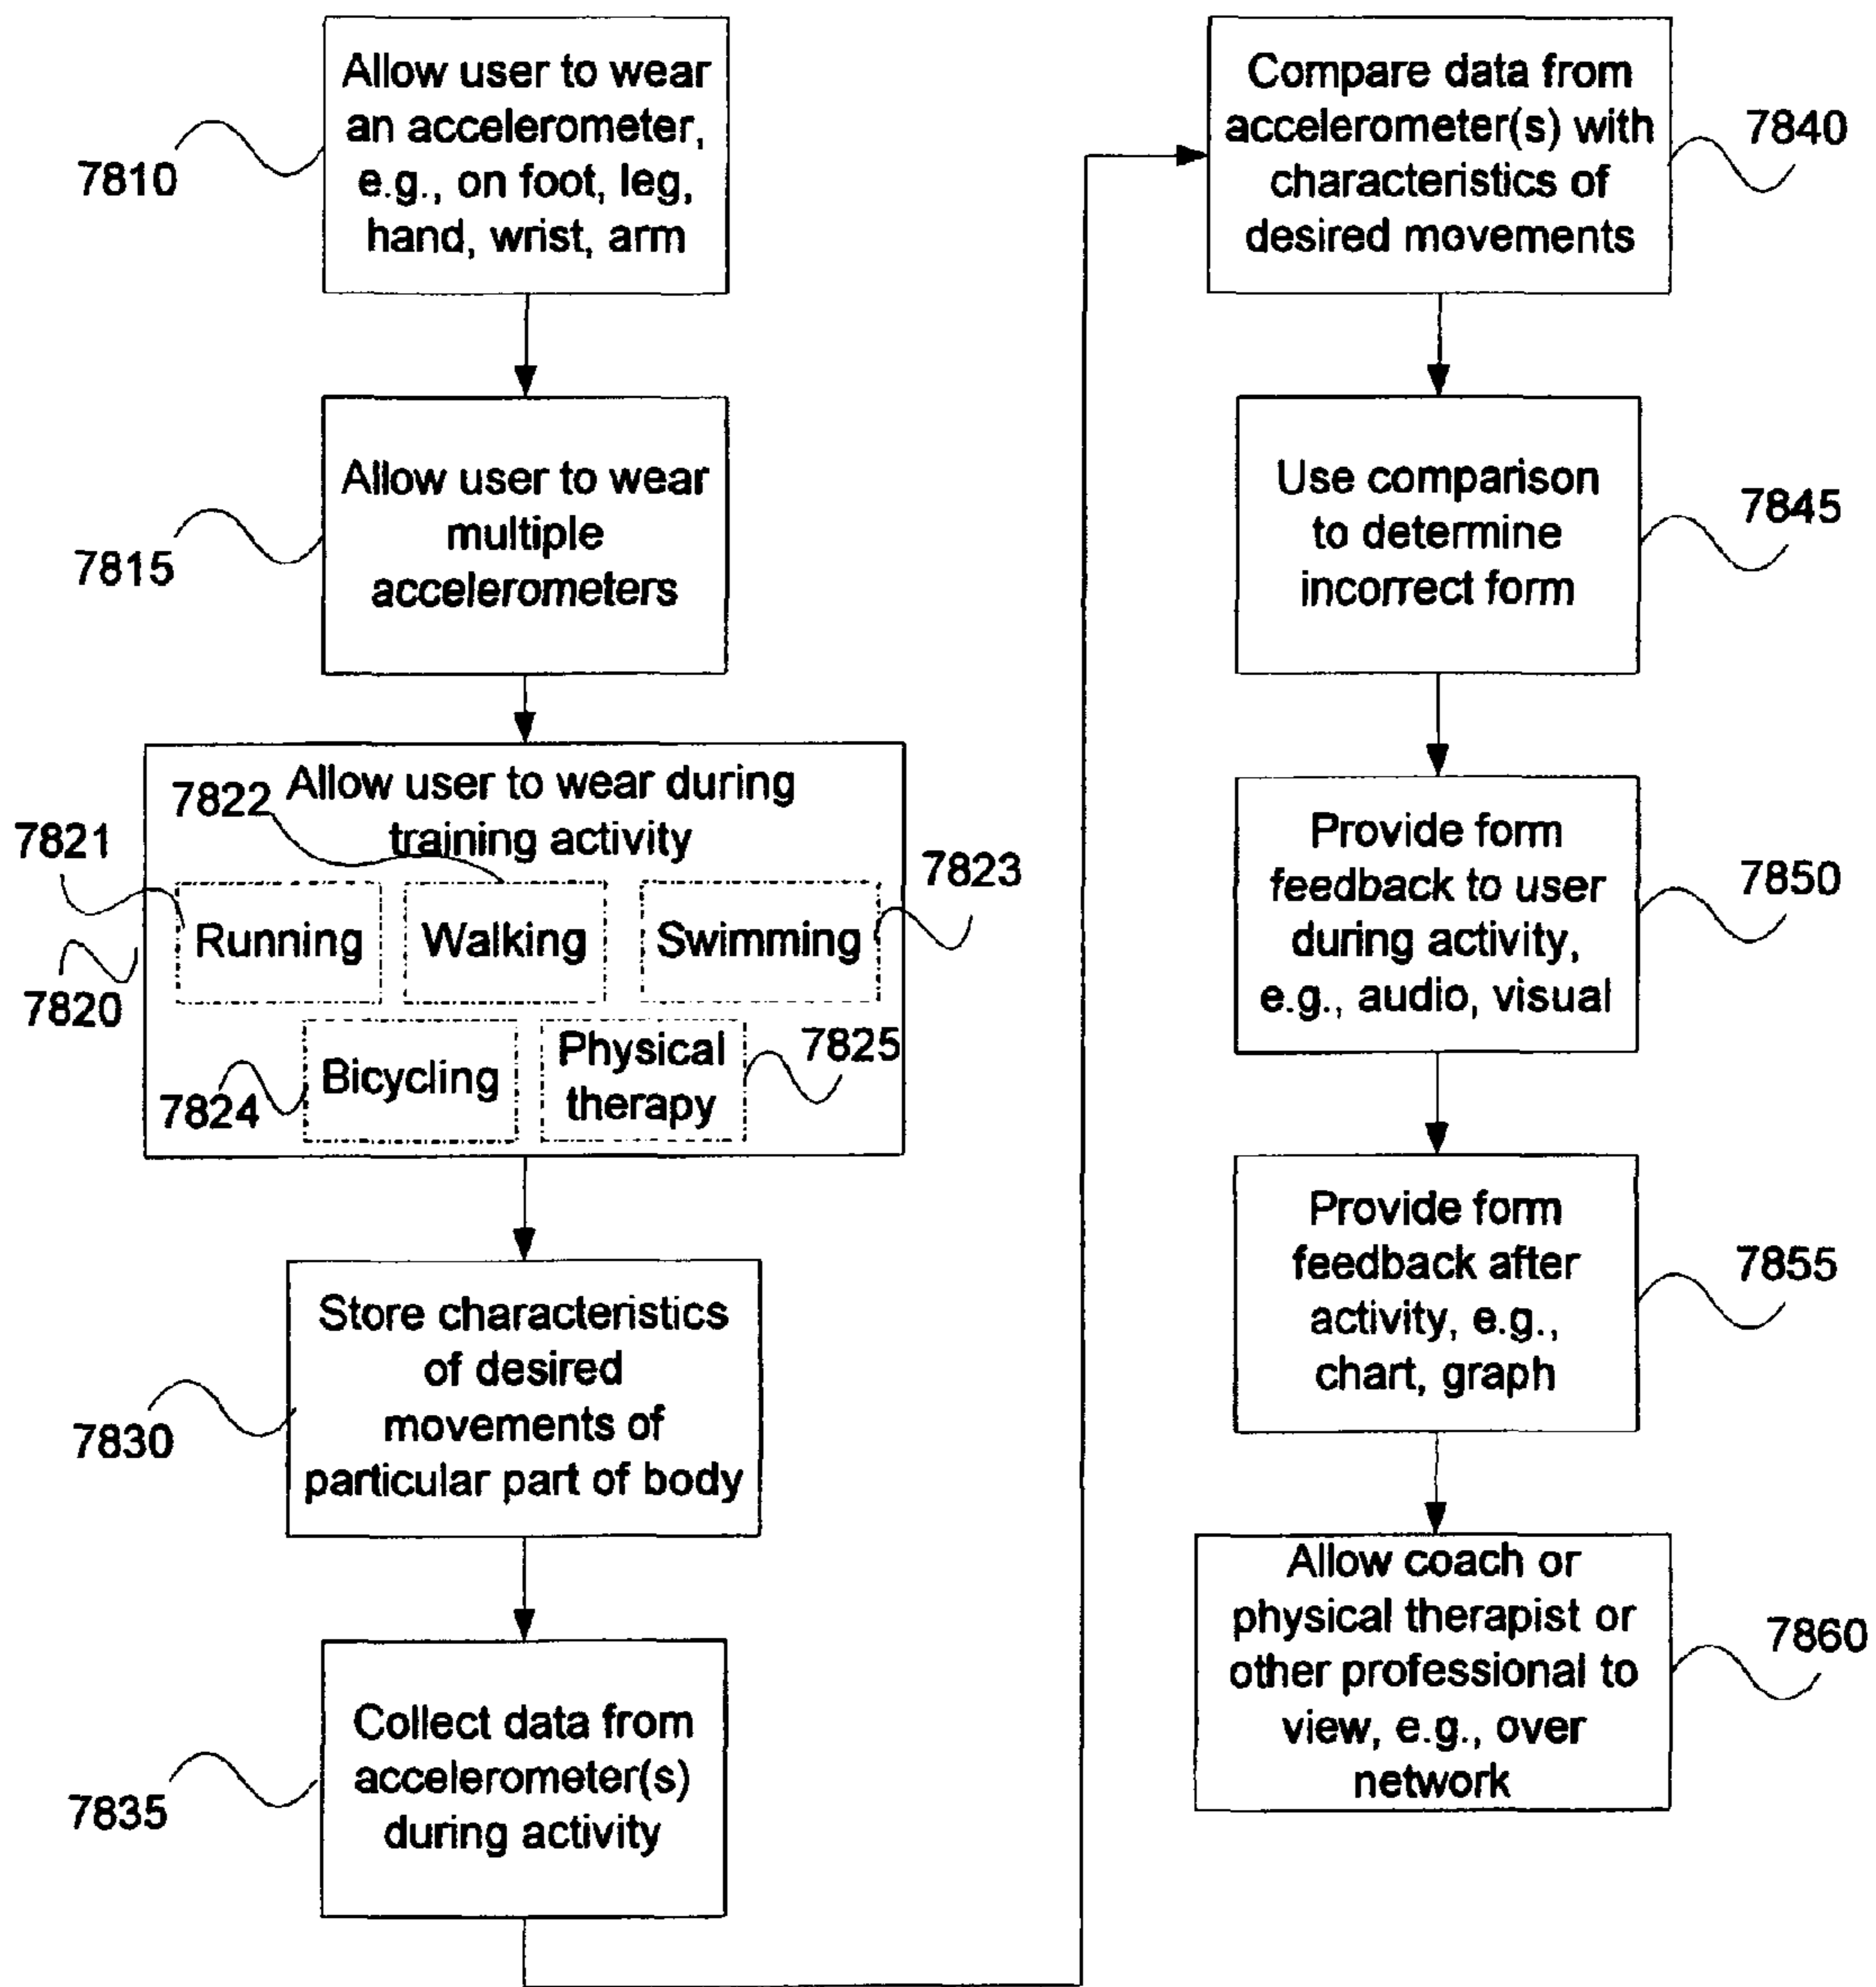 Allow user to wear
an accelerometer,
e.g., on foot, leg,
hand, wrist, arm
7810
Allow user to wear
multiple
accelerometers
7815
Allow user to wear during
training activity
7822
7821
7823
Running
Walking
Swimming
7820
Bicycling
Physical
therapy
7825
7824
Store characteristics
of desired
movements of
particular part of body
7830
Collect data from
accelerometer(s)
during activity
7835
Compare data from
accelerometer(s) with
characteristics of
desired movements
7840
Use comparison
to determine
incorrect form
7845
Provide form
feedback to user
during activity,
e.g., audio, visual
7850
Provide form
feedback after
activity, e.g.,
chart, graph
7855
Allow coach or
physical therapist or
other professional to
view, e.g., over
network
7860